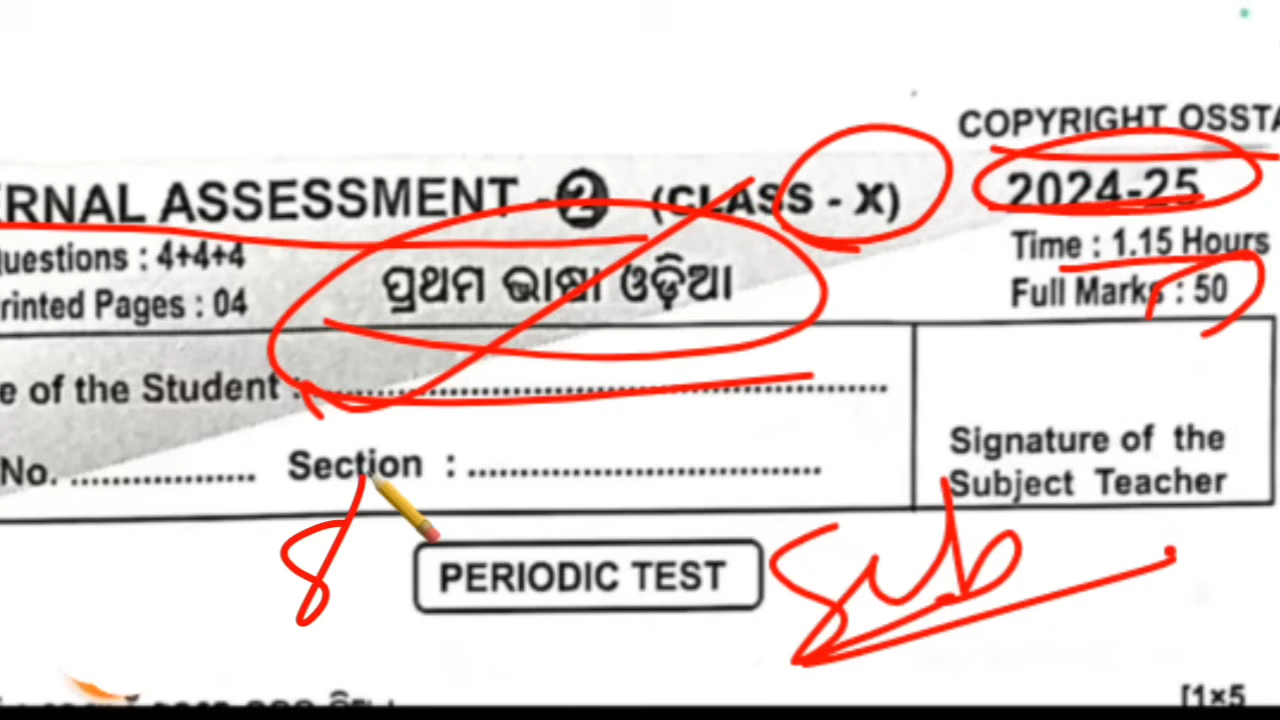 COPYRIGHT OSSTA
ERNAL ASSESSMENT - 2 (CLASS - X) 2024-25
uestions : 4+4+4
ପ୍ରଥମ ଭାଷା ଓଡ଼ିଆ
Time : 1.15 Hours
rinted Pages : 04
Full Marks : 50
e of the Student :
No. Section :
Signature of the
Subject Teacher
8 Sub
PERIODIC TEST
[1×5